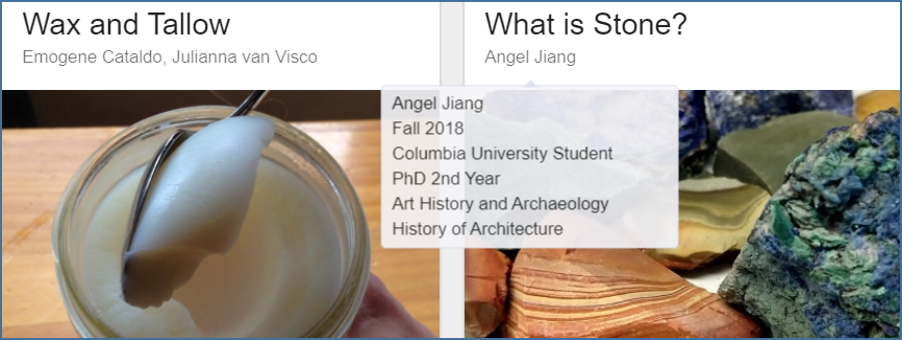 Wax and Tallow
Emogene Cataldo, Julianna van Visco
What is Stone?
Angel Jiang
Angel Jiang
Fall 2018
Columbia University Student
PhD 2nd Year
Art History and Archaeology
History of Architecture